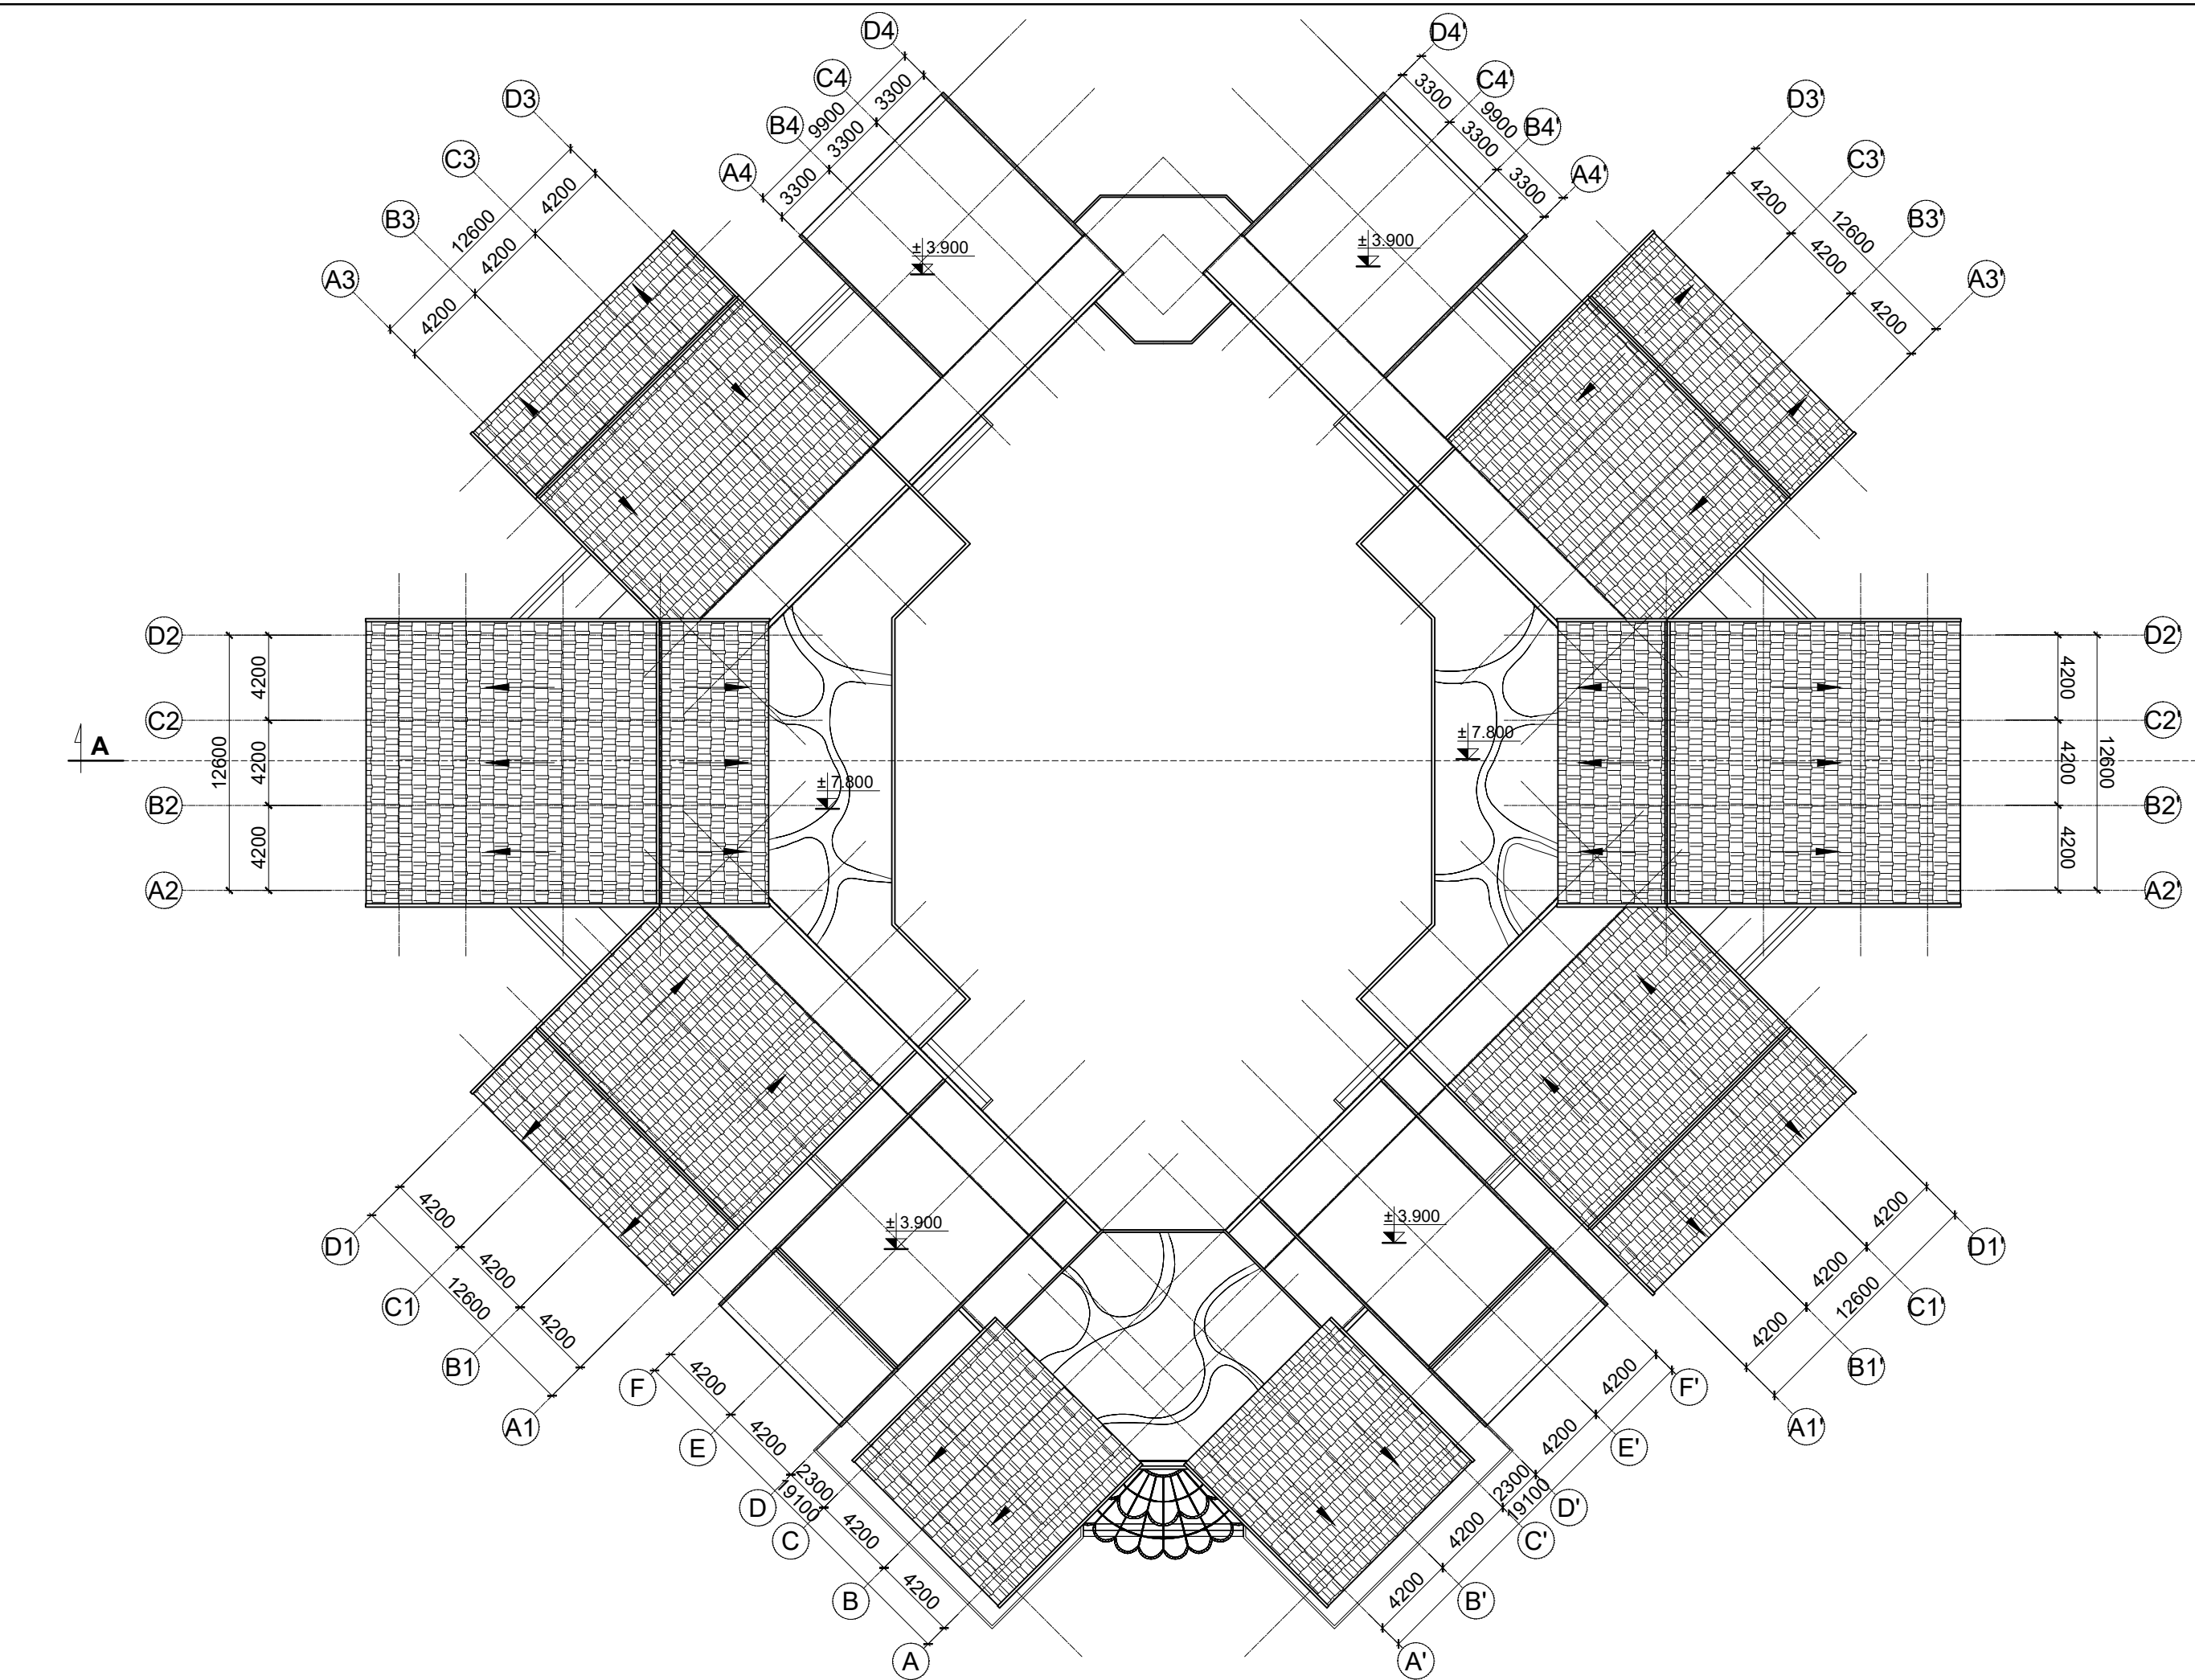 D4
D4'
C4
3300
9900
C4'
3300
9900
D3
3300
B4
3300
B4'
D3'
A4
3300
3300
A4'
C3
4200
C3'
4200
B3
12600
4200
12600
B3'
4200
± 3.900
± 3.900
A3
4200
4200
A3'
D2
4200
D2'
4200
C2
C2'
A
± 7.800
12600
4200
4200
12600
± 7.800
B2
B2'
4200
4200
A2
A2'
D1
4200
± 3.900
± 3.900
4200
D1'
C1
4200
12600
4200
12600
C1'
B1
4200
4200
B1'
F
4200
4200
F'
A1
A1'
E
4200
4200
E'
D
2300
19100
2300
19100
D'
C
4200
4200
C'
B
4200
4200
B'
A
A'